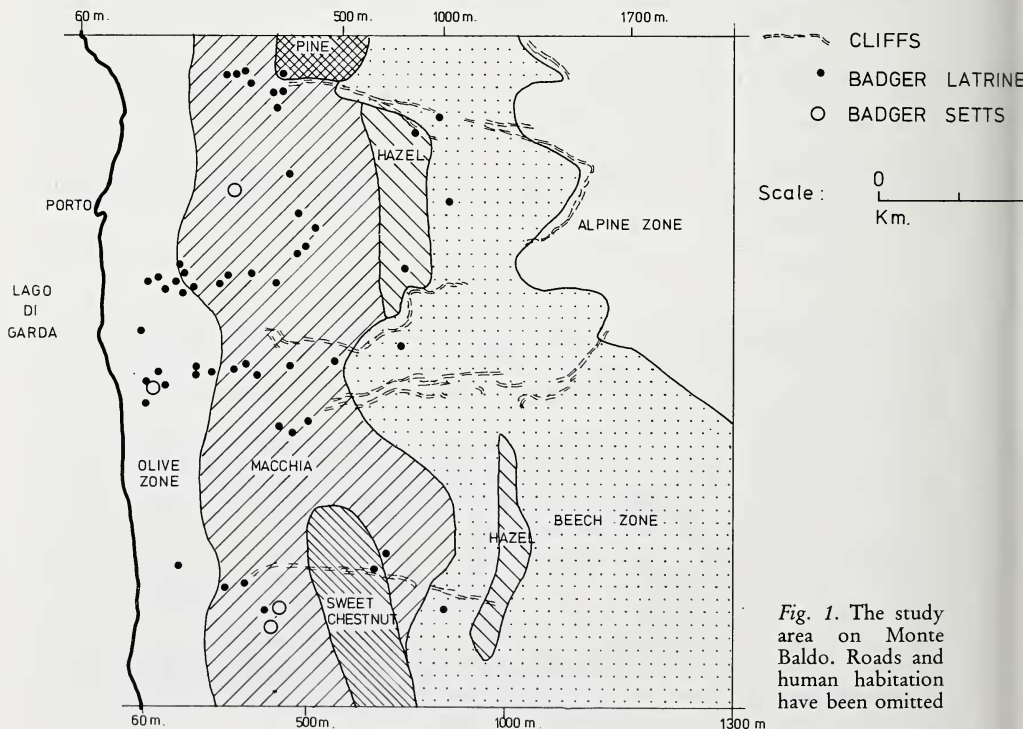 60 m.
500 m.
1000 m.
1700 m.
PINE
CLIFFS
BADGER LATRINE
BADGER SETTS
HAZEL
Scale :
0
Km.
PORTO
ALPINE ZONE
LAGO
DI
GARDA
OLIVE
ZONE
MACCHIA
HAZEL
BEECH ZONE
SWEET
CHESTNUT
Fig. 1. The study
area on Monte
Baldo. Roads and
human habitation
have been omitted
60 m.
500m.
1000 m.
1300 m